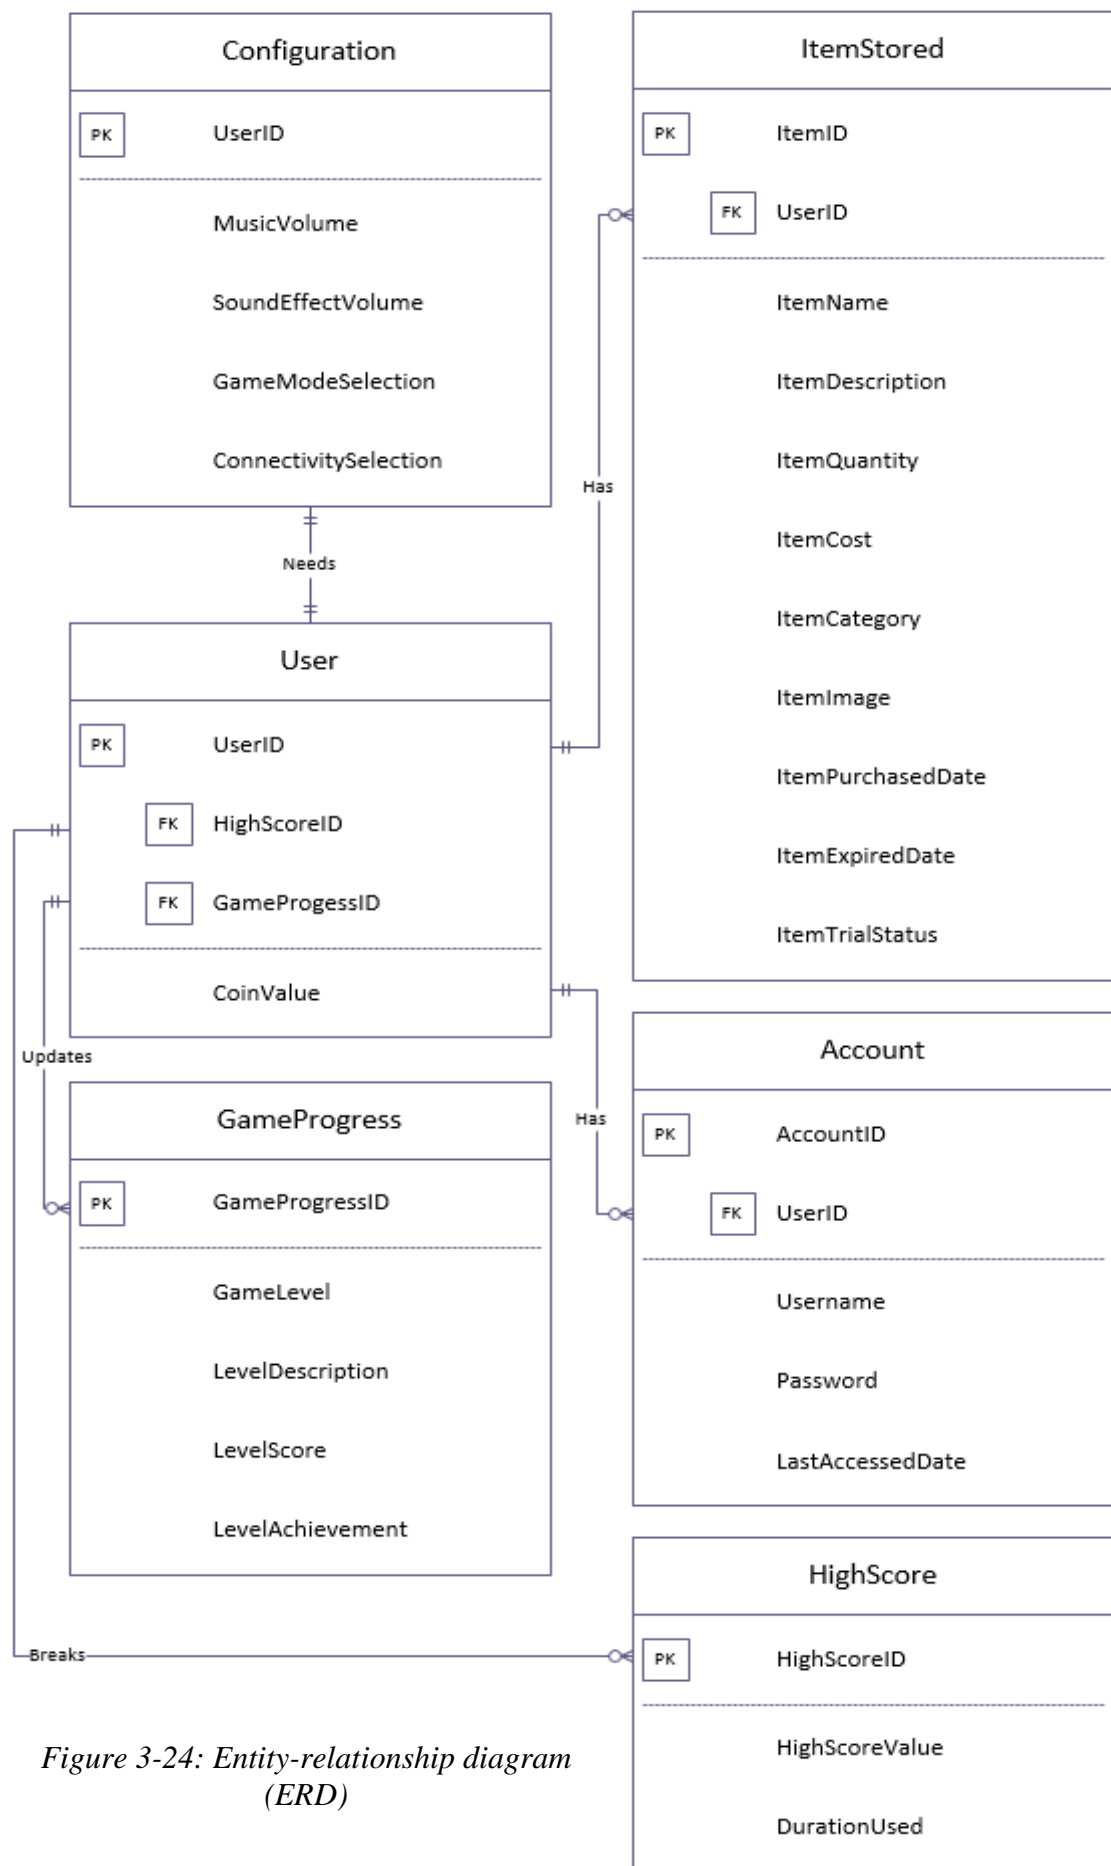 Configuration
PK UserID
MusicVolume
SoundEffectVolume
GameModeSelection
ConnectivitySelection
Needs
User
PK UserID
FK HighScoreID
FK GameProgessID
CoinValue
Updates
GameProgress
PK GameProgressID
GameLevel
LevelDescription
LevelScore
LevelAchievement
Breaks
ItemStored
PK ItemID
FK UserID
ItemName
ItemDescription
ItemQuantity
ItemCost
ItemCategory
ItemImage
ItemPurchasedDate
ItemExpiredDate
ItemTrialStatus
Has
Account
PK AccountID
FK UserID
Username
Password
LastAccessedDate
Has
HighScore
PK HighScoreID
HighScoreValue
DurationUsed
Figure 3-24: Entity-relationship diagram
(ERD)